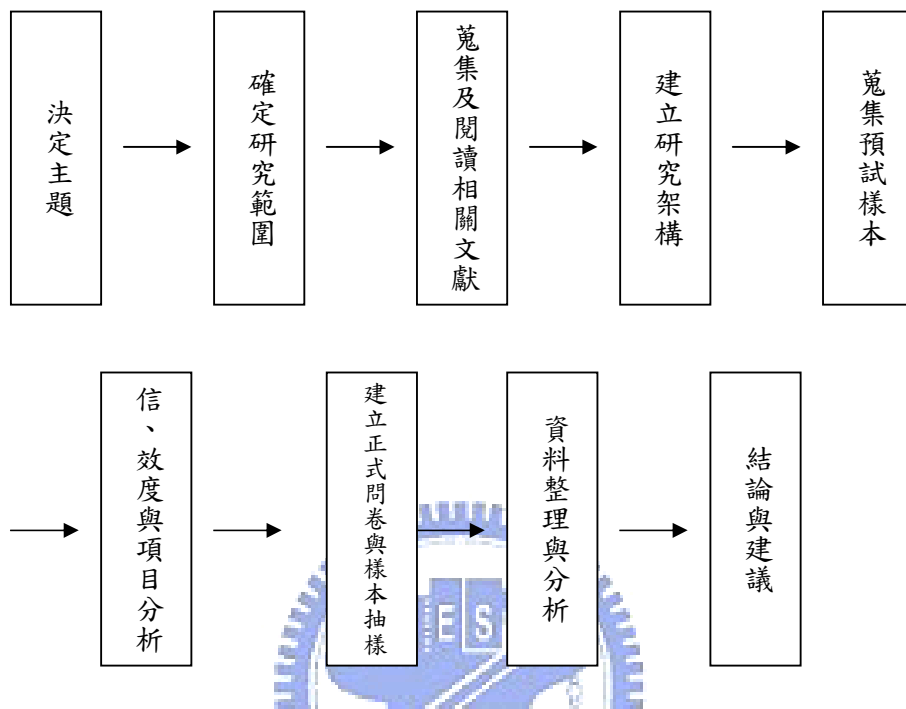 決定主題
確定研究範圍
蒐集及閱讀相關文獻
建立研究架構
蒐集預試樣本
信、效度與項目分析
建立正式問卷與樣本抽樣
資料整理與分析
結論與建議
ES